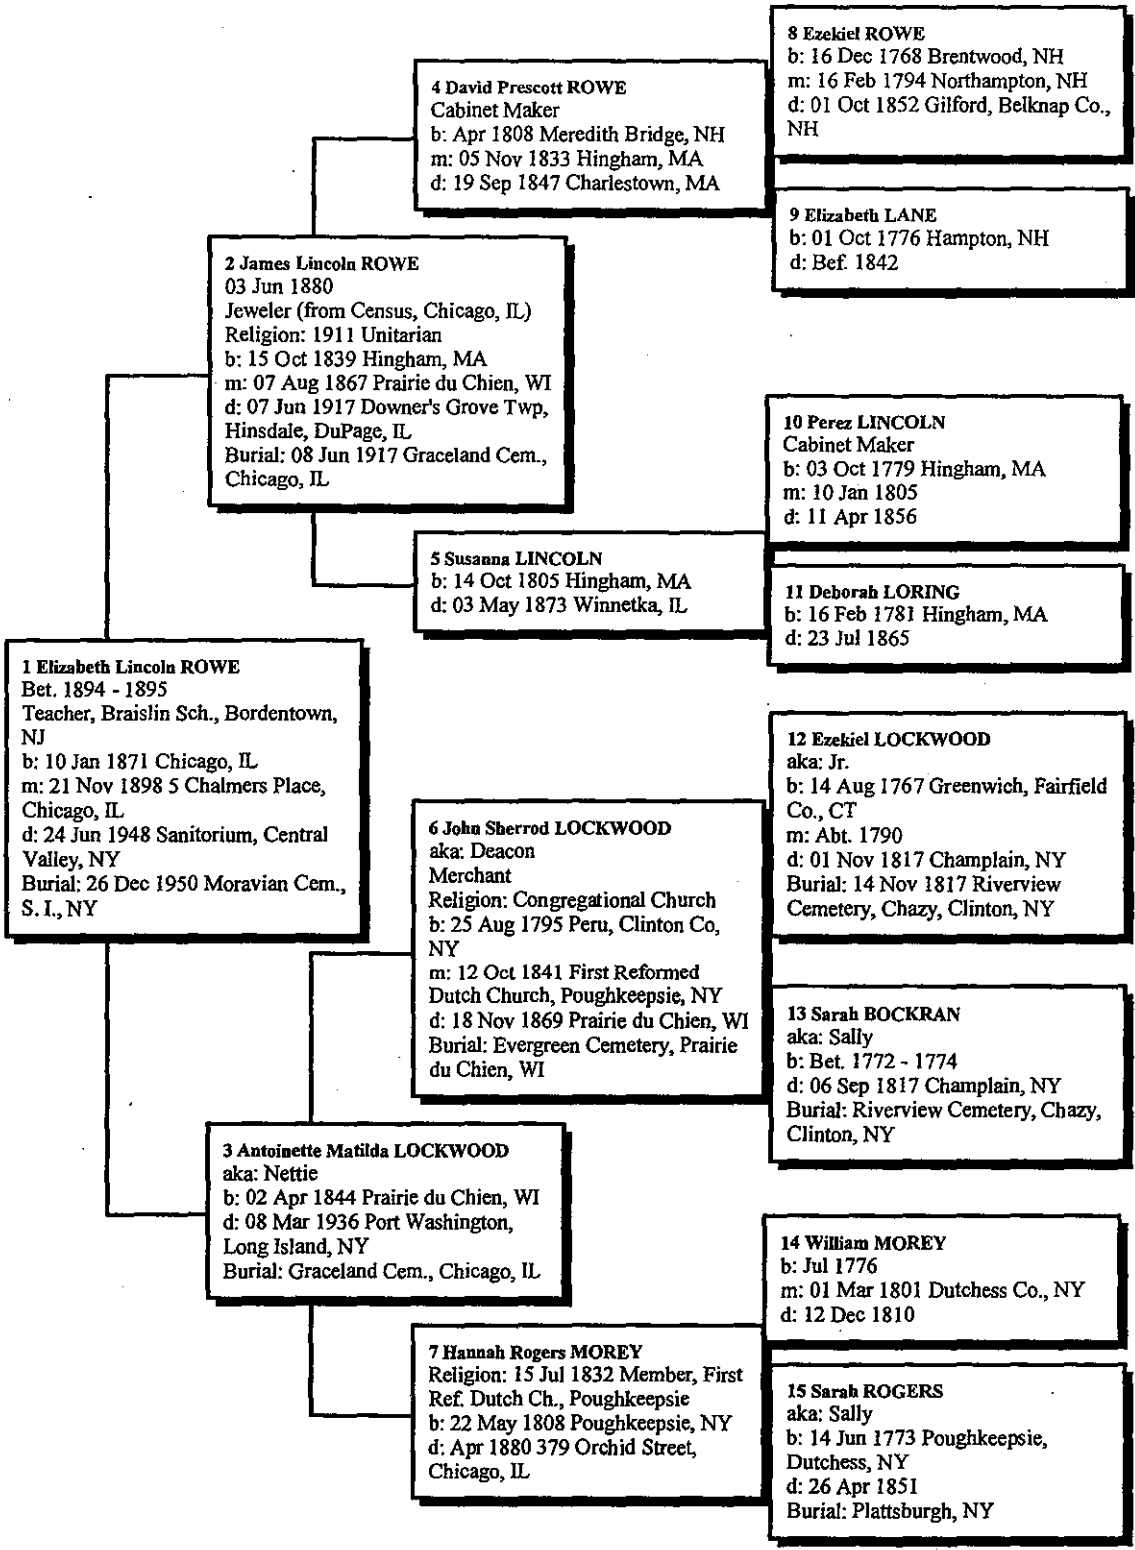 8 Ezekiel ROWE
b: 16 Dec 1768 Brentwood, NH
m: 16 Feb 1794 Northampton, NH
d: 01 Oct 1852 Gilford, Belknap Co.,
NH
4 David Prescott ROWE
Cabinet Maker
b: Apr 1808 Meredith Bridge, NH
m: 05 Nov 1833 Hingham, MA
d: 19 Sep 1847 Charlestown, MA
9 Elizabeth LANE
b: 01 Oct 1776 Hampton, NH
d: Bef. 1842
2 James Lincoln ROWE
03 Jun 1880
Jeweler (from Census, Chicago, IL)
Religion: 1911 Unitarian
b: 15 Oct 1839 Hingham, MA
m: 07 Aug 1867 Prairie du Chien, WI
d: 07 Jun 1917 Downer's Grove Twp,
Hinsdale, DuPage, IL
Burial: 08 Jun 1917 Graceland Cem.,
Chicago, IL
10 Perez LINCOLN
Cabinet Maker
b: 03 Oct 1779 Hingham, MA
m: 10 Jan 1805
d: 11 Apr 1856
5 Susanna LINCOLN
b: 14 Oct 1805 Hingham, MA
d: 03 May 1873 Winnetka, IL
11 Deborah LORING
b: 16 Feb 1781 Hingham, MA
d: 23 Jul 1865
1 Elizabeth Lincoln ROWE
Bet. 1894 - 1895
Teacher, Braislin Sch., Bordentown,
NJ
b: 10 Jan 1871 Chicago, IL
m: 21 Nov 1898 5 Chalmers Place,
Chicago, IL
d: 24 Jun 1948 Sanitorium, Central
Valley, NY
Burial: 26 Dec 1950 Moravian Cem.,
S. I., NY
12 Ezekiel LOCKWOOD
aka: Jr.
b: 14 Aug 1767 Greenwich, Fairfield
Co., CT
m: Abt. 1790
d: 01 Nov 1817 Champlain, NY
Burial: 14 Nov 1817 Riverview
Cemetery, Chazy, Clinton, NY
6 John Sherrod LOCKWOOD
aka: Deacon
Merchant
Religion: Congregational Church
b: 25 Aug 1795 Peru, Clinton Co,
NY
m: 12 Oct 1841 First Reformed
Dutch Church, Poughkeepsie, NY
d: 18 Nov 1869 Prairie du Chien, WI
Burial: Evergreen Cemetery, Prairie
du Chien, WI
13 Sarah BOCKRAN
aka: Sally
b: Bet. 1772 - 1774
d: 06 Sep 1817 Champlain, NY
Burial: Riverview Cemetery, Chazy,
Clinton, NY
3 Antoinette Matilda LOCKWOOD
aka: Nettie
b: 02 Apr 1844 Prairie du Chien, WI
d: 08 Mar 1936 Port Washington,
Long Island, NY
Burial: Graceland Cem., Chicago, IL
14 William MOREY
b: Jul 1776
m: 01 Mar 1801 Dutchess Co., NY
d: 12 Dec 1810
7 Hannah Rogers MOREY
Religion: 15 Jul 1832 Member, First
Ref. Dutch Ch., Poughkeepsie
b: 22 May 1808 Poughkeepsie, NY
d: Apr 1880 379 Orchid Street,
Chicago, IL
15 Sarah ROGERS
aka: Sally
b: 14 Jun 1773 Poughkeepsie,
Dutchess, NY
d: 26 Apr 1851
Burial: Plattsburgh, NY